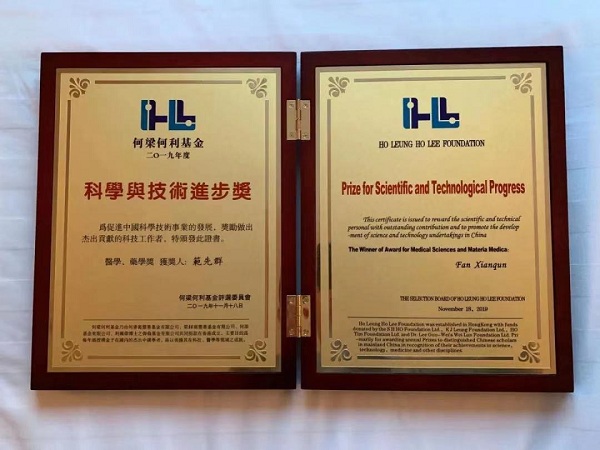 何梁何利基金
二〇一九年度
科學與技術進步獎
爲促進中國科學技術事業的發展，獎勵做出
杰出貢獻的科技工作者，特頒發此證書。
醫學、藥學獎 獲獎人：範先群
何梁何利基金評選委員會
二〇一九年十一月十八日
HO LEUNG HO LEE FOUNDATION
Prize for Scientific and Technological Progress
This certificate is issued to reward the scientific and technical
personal with outstanding contribution and to promote the develop
-ment of science and technology undertakings in China
The Winner of Award for Medical Sciences and Materia Medica:
Fan Xianqun
THE SELECTION BOARD OF HO LEUNG HO LEE FOUNDATION
November 18, 2019
Ho Leung Ho Lee Foundation was established in HongKong with funds
donated by the S H HO Foundation Ltd., K J Leung Foundation Ltd.,
Foundation Ltd. and Dr. Lee Wee's Foundation Ltd. Pri
-marily for awarding annual Prizes to distinguished Chinese scholars
in mainland China in recognition of their achievements in science,
technology, medicine and other disciplines.